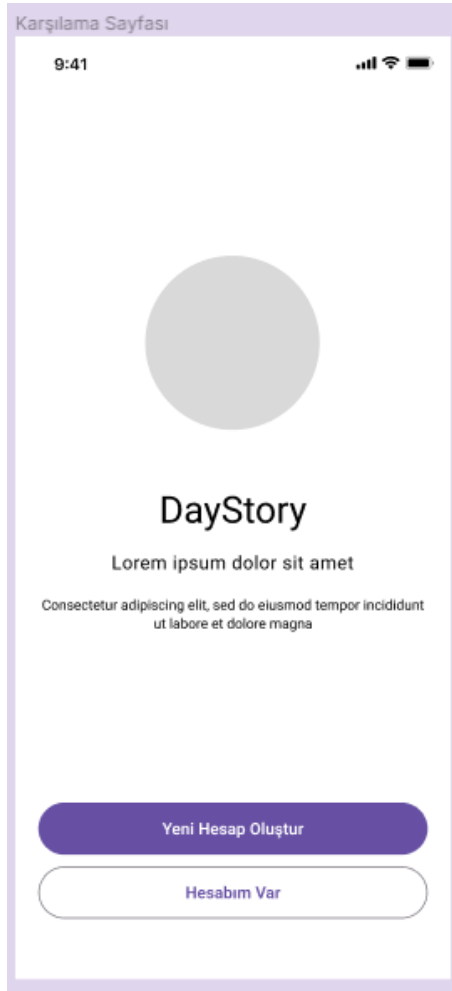 Karşılama Sayfası
9:41
DayStory
Lorem ipsum dolor sit amet
Consectetur adipiscing elit, sed do eiusmod tempor incididunt
ut labore et dolore magna
Yeni Hesap Oluştur
Hesabım Var